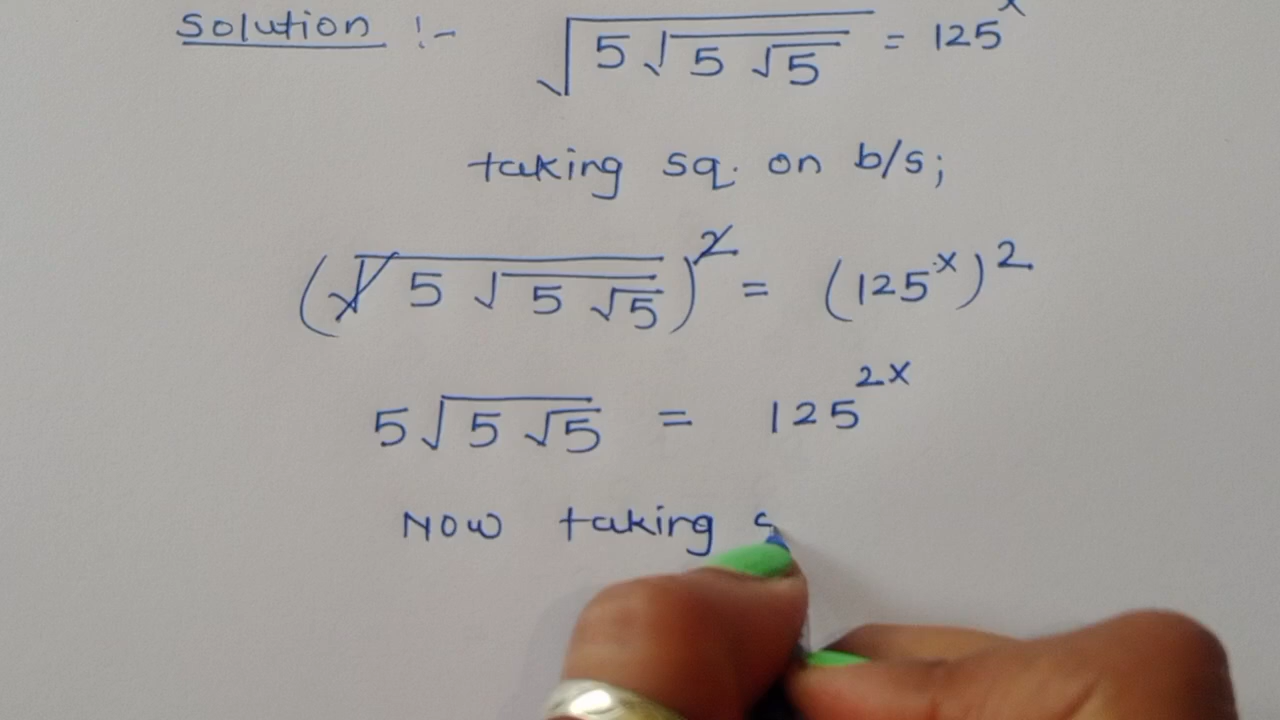 Solution :- √(5√(5√5)) = 125^x
taking sq. on b/s;
(√(5√(5√5)))^2 = (125^x)^2
5√(5√5) = 125^2x
Now taking s